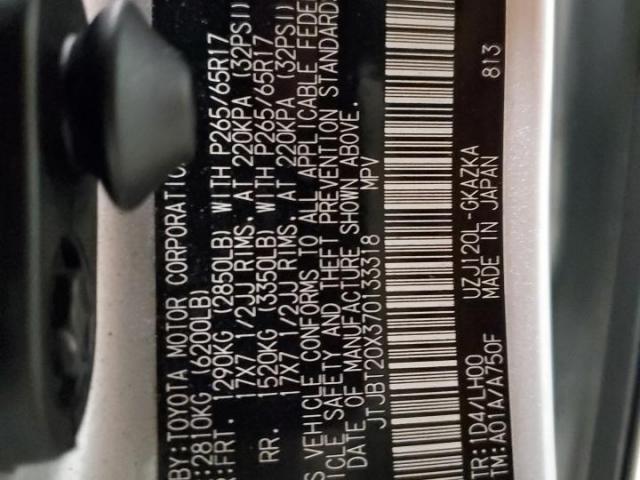 BY:TOYOTA MOTOR CORPORATION
:2810KG (6200LB)
:FRT. 1290KG (2850LB) WITH P265/65R17
17X7 1/2JJ RIMS. AT 220KPA (32PSI)
RR. 1520KG (3350LB) WITH P265/65R17
17X7 1/2JJ RIMS. AT 220KPA (32PSI)
S VEHICLE CONFORMS TO ALL APPLICABLE FEDE
ICLE SAFETY AND THEFT PREVENTION STANDARDS
DATE OF MANUFACTURE SHOWN ABOVE.
JTJBT20X370133318 MPV
UZJ120L-GKAZKA
TR: 1D4/LH00 MADE IN JAPAN 813
TM: A01A/A750F